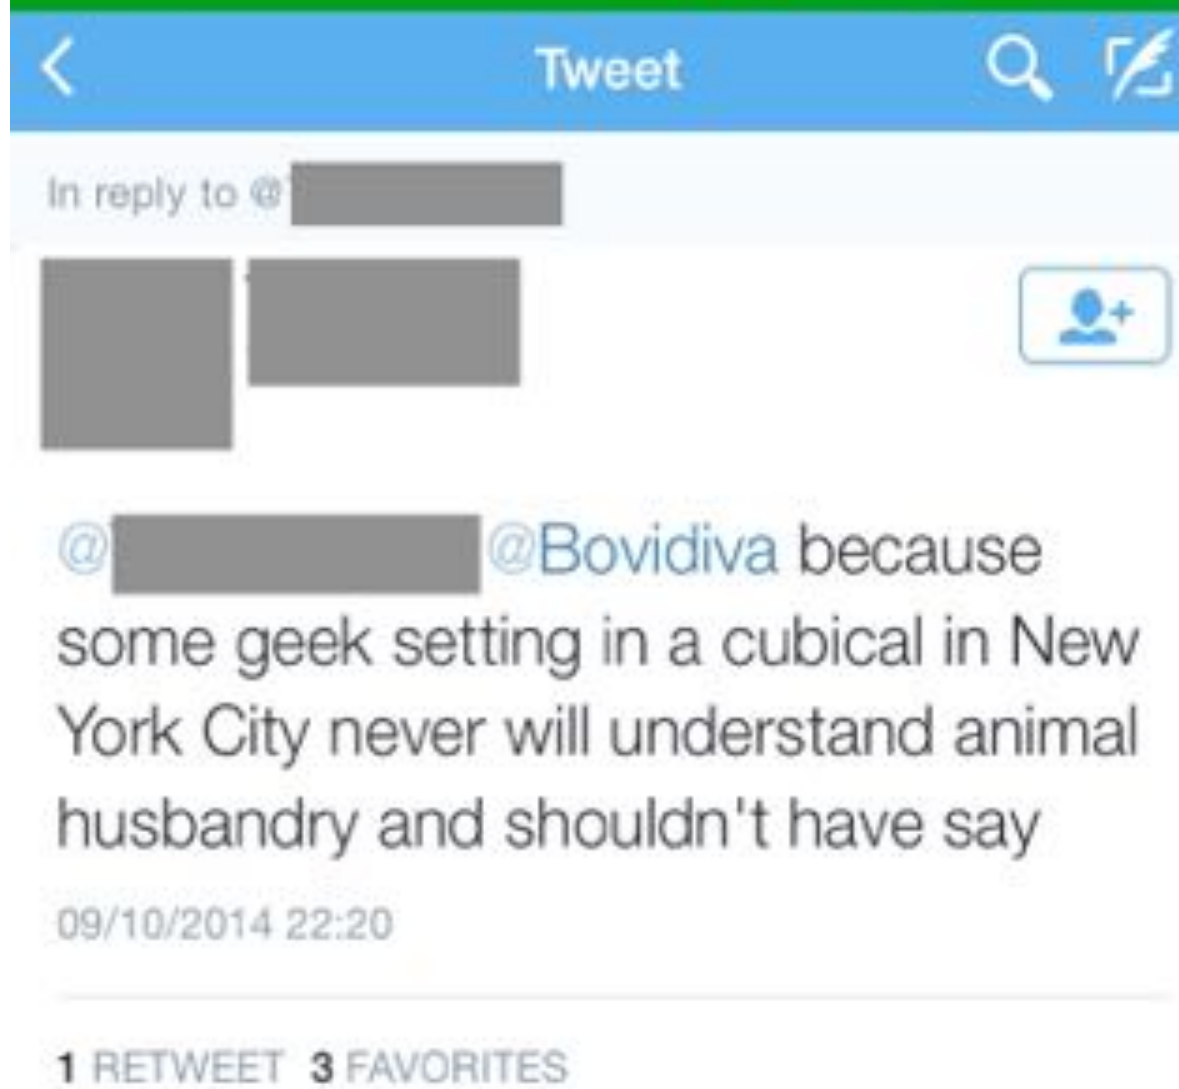 Tweet
In reply to @
@ @Bovidiva because
some geek setting in a cubical in New
York City never will understand animal
husbandry and shouldn't have say
09/10/2014 22:20
1 RETWEET 3 FAVORITES